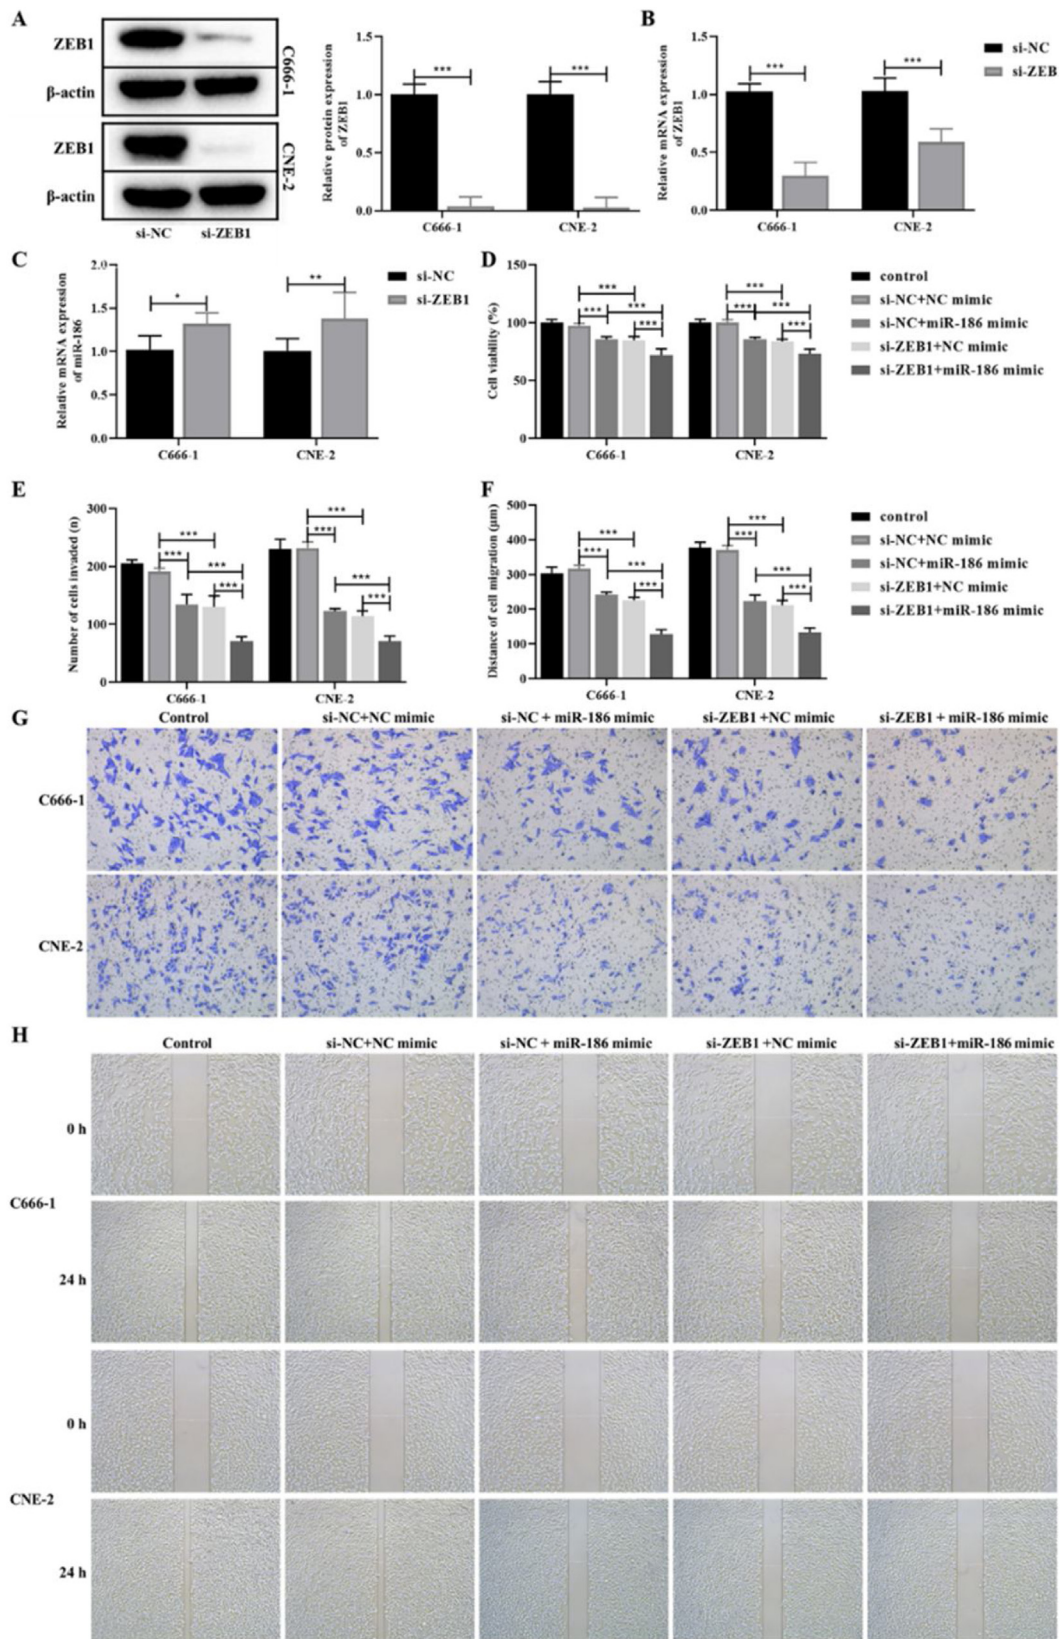 A
ZEB1
β-actin
C666-1
ZEB1
β-actin
CNE-2
si-NC
si-ZEB1
Relative protein expression
of ZEB1
1.5
1.0
0.5
0.0
***
***
C666-1
CNE-2
B
Relative mRNA expression
of ZEB1
1.5
1.0
0.5
0.0
***
***
C666-1
CNE-2
si-NC
si-ZEB
C
Relative mRNA expression
of miR-186
2.0
1.5
1.0
0.5
0.0
*
**
C666-1
CNE-2
si-NC
si-ZEB1
D
Cell viability (%)
150
100
50
0
***
***
***
***
***
***
***
***
C666-1
CNE-2
control
si-NC+NC mimic
si-NC+miR-186 mimic
si-ZEB1+NC mimic
si-ZEB1+miR-186 mimic
E
Number of cells invaded (n)
300
200
100
0
***
***
***
***
***
***
***
***
C666-1
CNE-2
F
Distance of cell migration (μm)
500
400
300
200
100
0
***
***
***
***
***
***
***
***
C666-1
CNE-2
control
si-NC+NC mimic
si-NC+miR-186 mimic
si-ZEB1+NC mimic
si-ZEB1+miR-186 mimic
G
Control
si-NC+NC mimic
si-NC + miR-186 mimic
si-ZEB1 +NC mimic
si-ZEB1 + miR-186 mimic
C666-1
CNE-2
H
Control
si-NC+NC mimic
si-NC + miR-186 mimic
si-ZEB1 +NC mimic
si-ZEB1+miR-186 mimic
0 h
C666-1
24 h
0 h
CNE-2
24 h